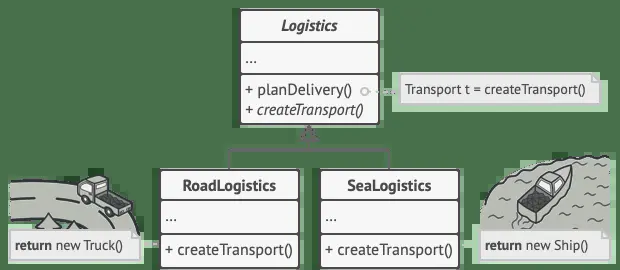 Logistics
...
+ planDelivery()
+ createTransport()
Transport t = createTransport()
RoadLogistics
...
+ createTransport()
SeaLogistics
...
+ createTransport()
return new Truck()
return new Ship()